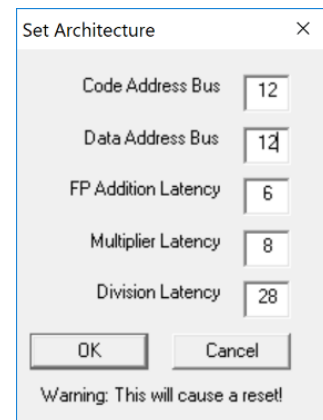 Set Architecture
Code Address Bus 12
Data Address Bus 12
FP Addition Latency 6
Multiplier Latency 8
Division Latency 28
OK Cancel
Warning: This will cause a reset!